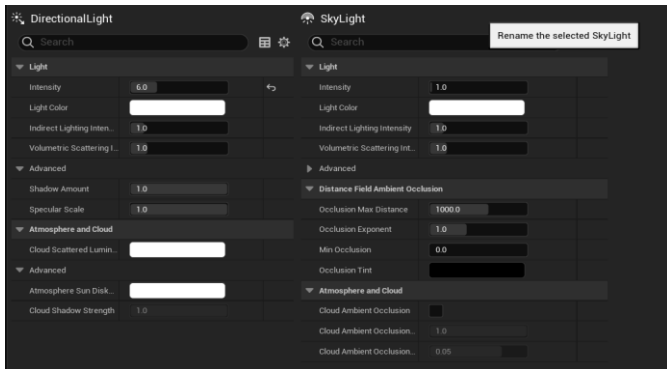 DirectionalLight
Search
Light
Intensity 6.0
Light Color
Indirect Lighting Inten.. 1.0
Volumetric Scattering I.. 1.0
Advanced
Shadow Amount 1.0
Specular Scale 1.0
Atmosphere and Cloud
Cloud Scattered Lumin..
Advanced
Atmosphere Sun Disk..
Cloud Shadow Strength 1.0
SkyLight
Search
Rename the selected SkyLight
Light
Intensity 1.0
Light Color
Indirect Lighting Intensity 1.0
Volumetric Scattering Int.. 1.0
Advanced
Distance Field Ambient Occlusion
Occlusion Max Distance 1000.0
Occlusion Exponent 1.0
Min Occlusion 0.0
Occlusion Tint
Atmosphere and Cloud
Cloud Ambient Occlusion
Cloud Ambient Occlusion.. 1.0
Cloud Ambient Occlusion.. 0.05